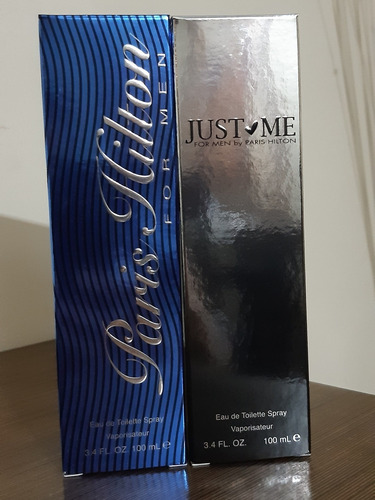 Paris Hilton
FOR MEN
Eau de Toilette Spray
Vaporisateur
3.4 FL. OZ. 100 mL e
JUST ME
FOR MEN by PARIS HILTON
Eau de Toilette Spray
Vaporisateur
3.4 FL. OZ. 100 mL e